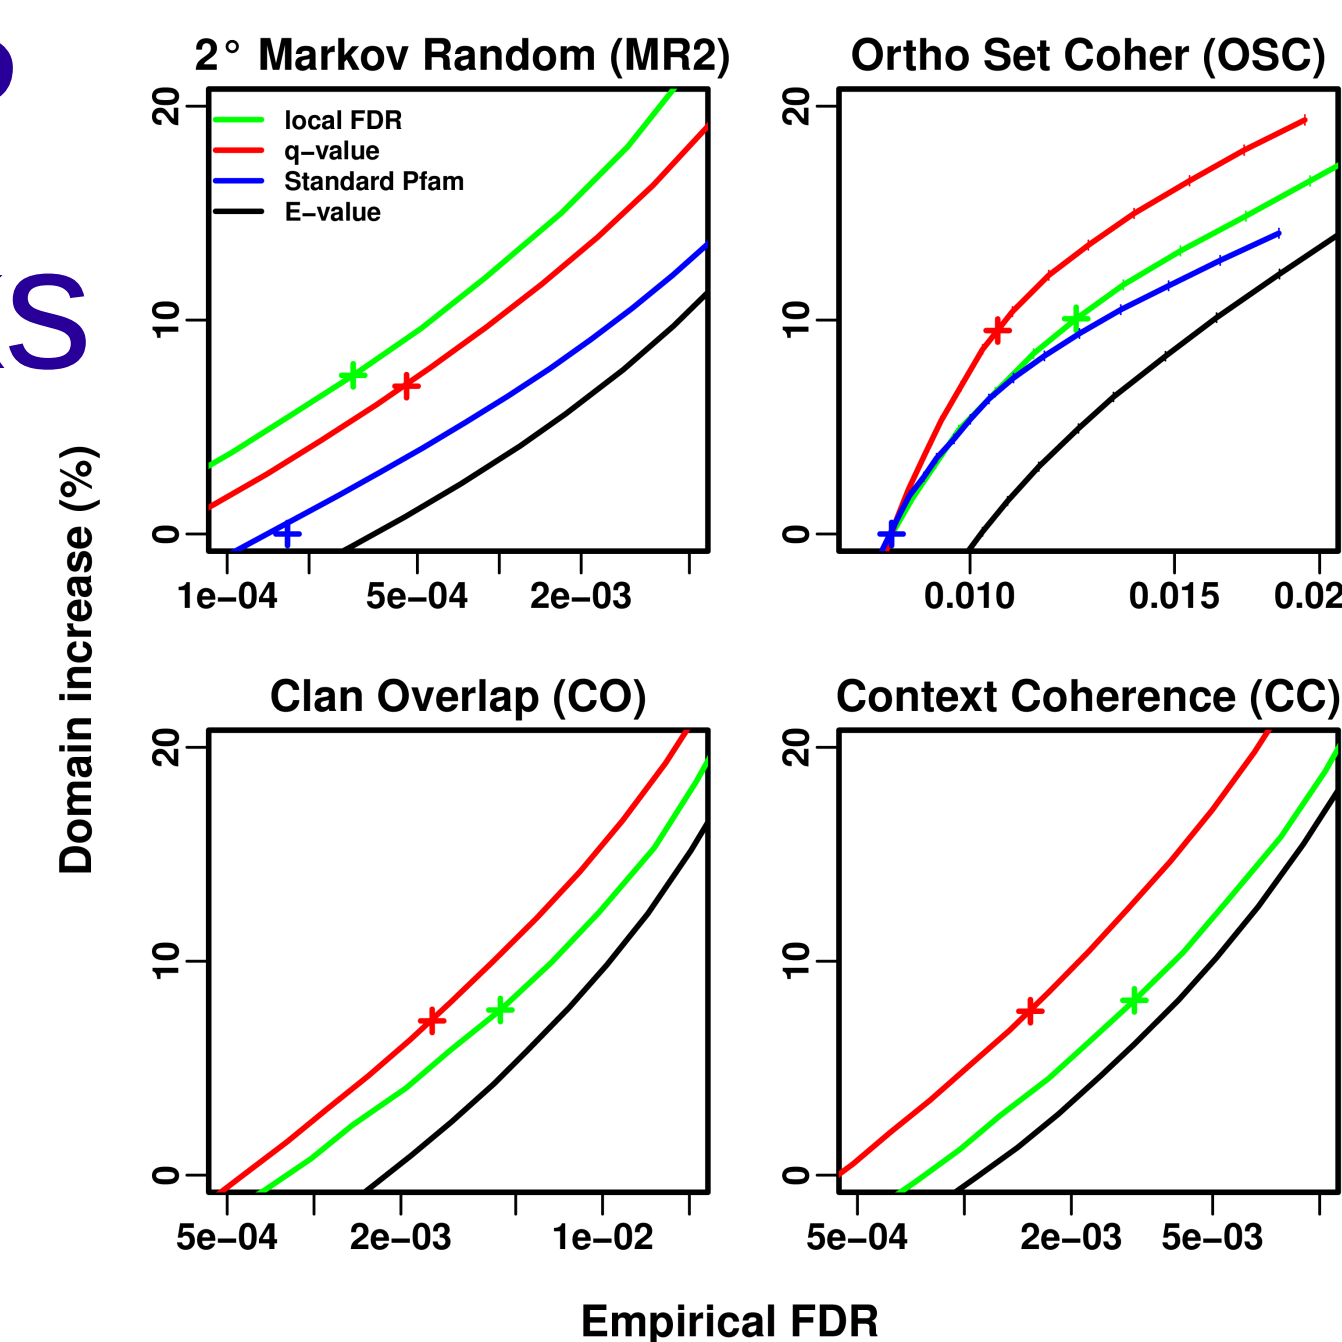 2° Markov Random (MR2)
Ortho Set Coher (OSC)
local FDR
q−value
Standard Pfam
E−value
20
10
0
1e−04
5e−04
2e−03
20
10
0
0.010
0.015
0.02
Domain increase (%)
Clan Overlap (CO)
Context Coherence (CC)
20
10
0
5e−04
2e−03
1e−02
20
10
0
5e−04
2e−03
5e−03
Empirical FDR